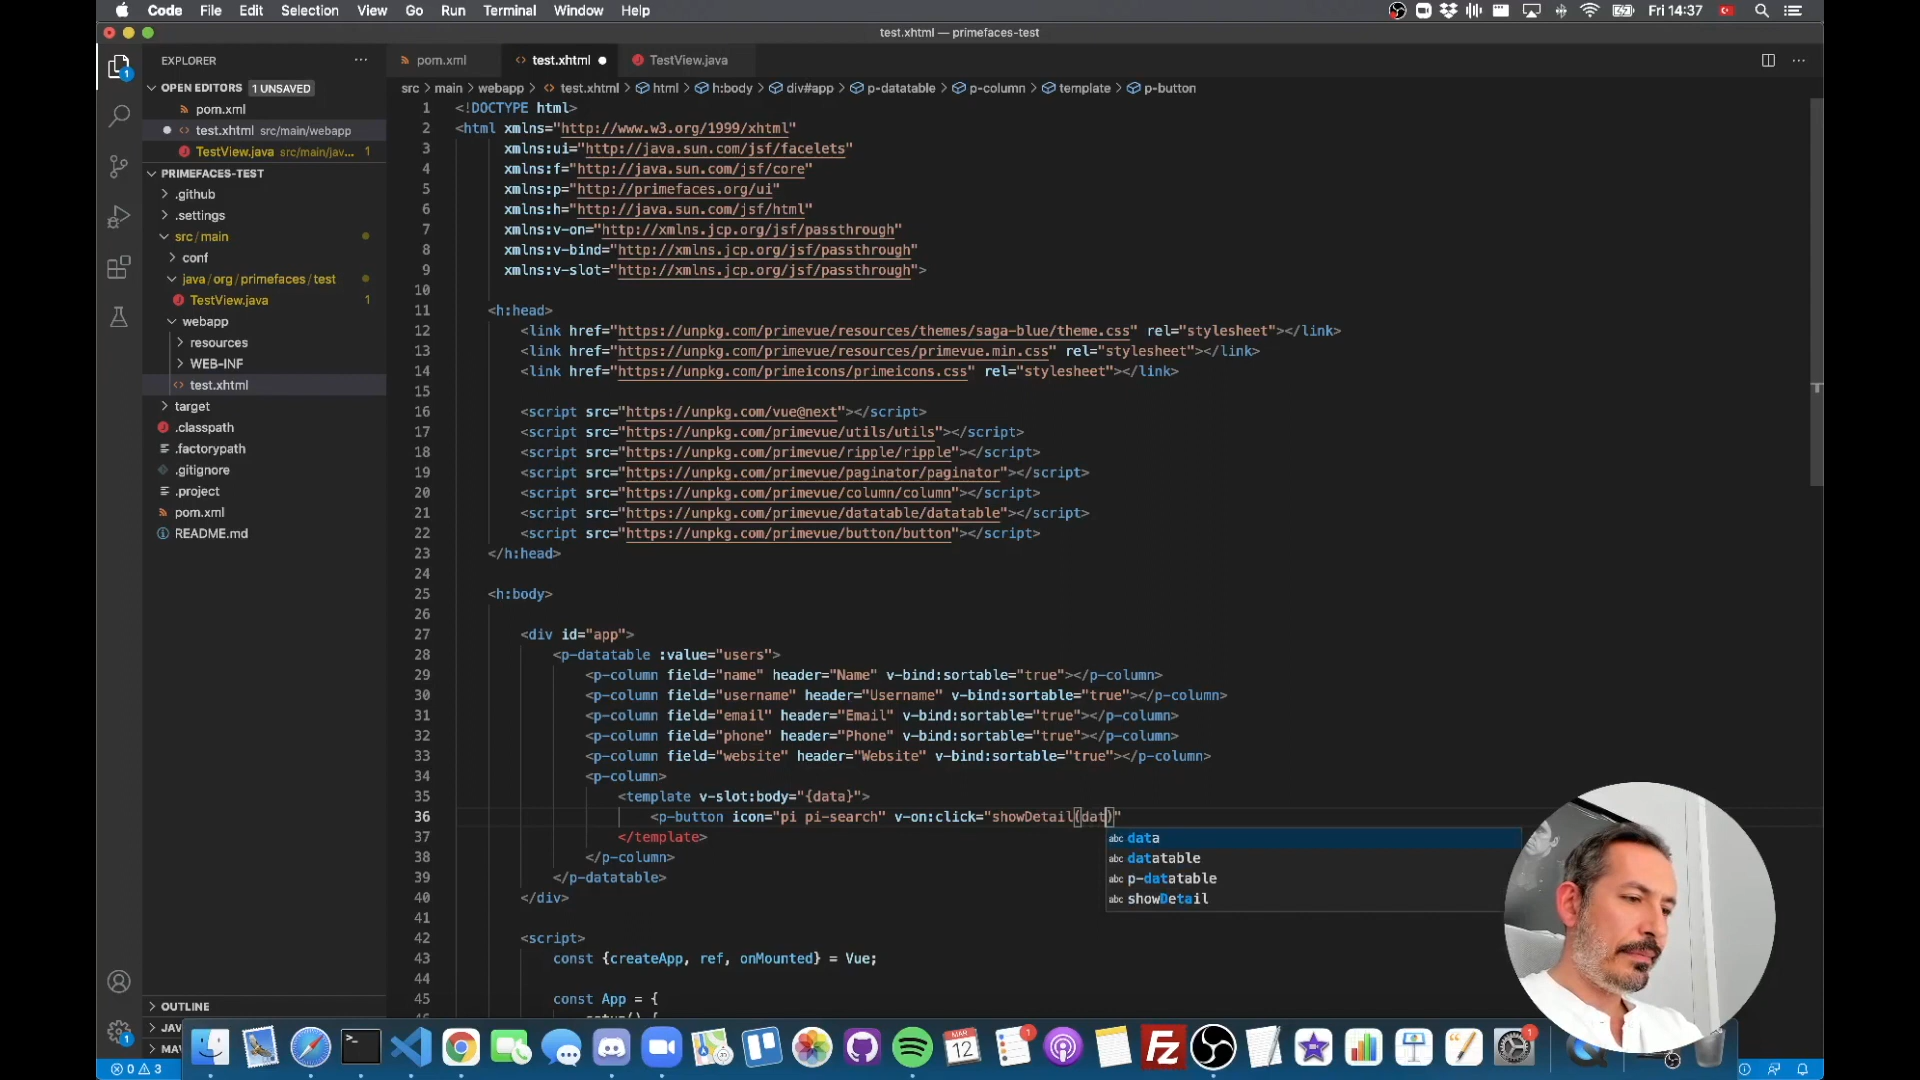 Code File Edit Selection View Go Run Terminal Window Help Fri 14:37
test.xhtml — primefaces-test
EXPLORER
OPEN EDITORS 1 UNSAVED
pom.xml
test.xhtml src/main/webapp
TestView.java src/main/jav... 1
PRIMEFACES-TEST
.github
.settings
src/main
conf
java/org/primefaces/test
TestView.java 1
webapp
resources
WEB-INF
test.xhtml
target
.classpath
.factorypath
.gitignore
.project
pom.xml
README.md
OUTLINE
JAV
MAV
pom.xml test.xhtml TestView.java
src > main > webapp > test.xhtml > html > h:body > div#app > p-datatable > p-column > template > p-button
1 <!DOCTYPE html>
2 <html xmlns="http://www.w3.org/1999/xhtml"
3 xmlns:ui="http://java.sun.com/jsf/facelets"
4 xmlns:f="http://java.sun.com/jsf/core"
5 xmlns:p="http://primefaces.org/ui"
6 xmlns:h="http://java.sun.com/jsf/html"
7 xmlns:v-on="http://xmlns.jcp.org/jsf/passthrough"
8 xmlns:v-bind="http://xmlns.jcp.org/jsf/passthrough"
9 xmlns:v-slot="http://xmlns.jcp.org/jsf/passthrough">
10
11 <h:head>
12 <link href="https://unpkg.com/primevue/resources/themes/saga-blue/theme.css" rel="stylesheet"></link>
13 <link href="https://unpkg.com/primevue/resources/primevue.min.css" rel="stylesheet"></link>
14 <link href="https://unpkg.com/primeicons/primeicons.css" rel="stylesheet"></link>
15
16 <script src="https://unpkg.com/vue@next"></script>
17 <script src="https://unpkg.com/primevue/utils/utils"></script>
18 <script src="https://unpkg.com/primevue/ripple/ripple"></script>
19 <script src="https://unpkg.com/primevue/paginator/paginator"></script>
20 <script src="https://unpkg.com/primevue/column/column"></script>
21 <script src="https://unpkg.com/primevue/datatable/datatable"></script>
22 <script src="https://unpkg.com/primevue/button/button"></script>
23 </h:head>
24
25 <h:body>
26
27 <div id="app">
28 <p-datatable :value="users">
29 <p-column field="name" header="Name" v-bind:sortable="true"></p-column>
30 <p-column field="username" header="Username" v-bind:sortable="true"></p-column>
31 <p-column field="email" header="Email" v-bind:sortable="true"></p-column>
32 <p-column field="phone" header="Phone" v-bind:sortable="true"></p-column>
33 <p-column field="website" header="Website" v-bind:sortable="true"></p-column>
34 <p-column>
35 <template v-slot:body="{data}">
36 <p-button icon="pi pi-search" v-on:click="showDetail(dat)"
37 </template>
38 </p-column>
39 </p-datatable>
40 </div>
41
42 <script>
43 const {createApp, ref, onMounted} = Vue;
44
45 const App = {
abc data
abc datatable
abc p-datatable
abc showDetail
MAR
12
1
Fz
1
0 3